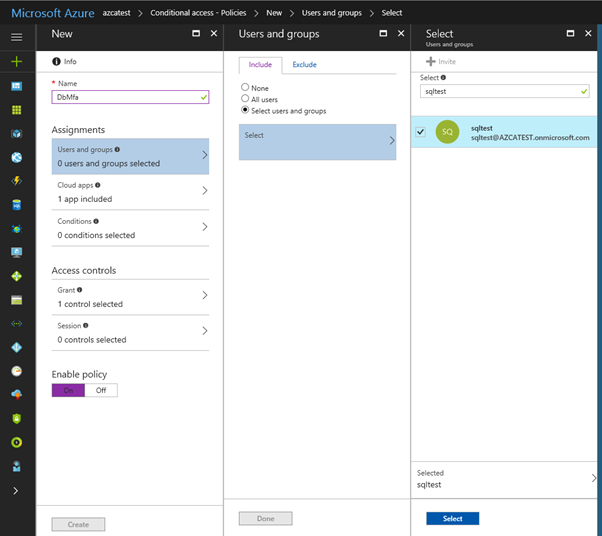 Microsoft Azure azcatest > Conditional access - Policies > New > Users and groups > Select
New
Info
* Name
DbMfa
Assignments
Users and groups
0 users and groups selected
Cloud apps
1 app included
Conditions
0 conditions selected
Access controls
Grant
1 control selected
Session
0 controls selected
Enable policy
On Off
Create
Users and groups
Include Exclude
None
All users
Select users and groups
Select
Done
Select
Users and groups
Invite
Select
sqltest
SQ
sqltest
sqltest@AZCATEST.onmicrosoft.com
Selected
sqltest
Select